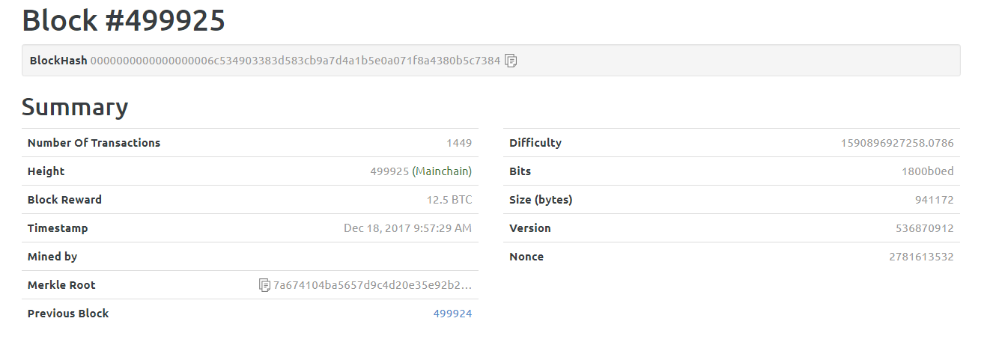 Block #499925
BlockHash 0000000000000000006c534903383d583cb9a7d4a1b5e0a071f8a4380b5c7384
Summary
Number Of Transactions 1449
Height 499925 (Mainchain)
Block Reward 12.5 BTC
Timestamp Dec 18, 2017 9:57:29 AM
Mined by
Merkle Root 7a674104ba5657d9c4d20e35e92b2...
Previous Block 499924
Difficulty 1590896927258.0786
Bits 1800b0ed
Size (bytes) 941172
Version 536870912
Nonce 2781613532